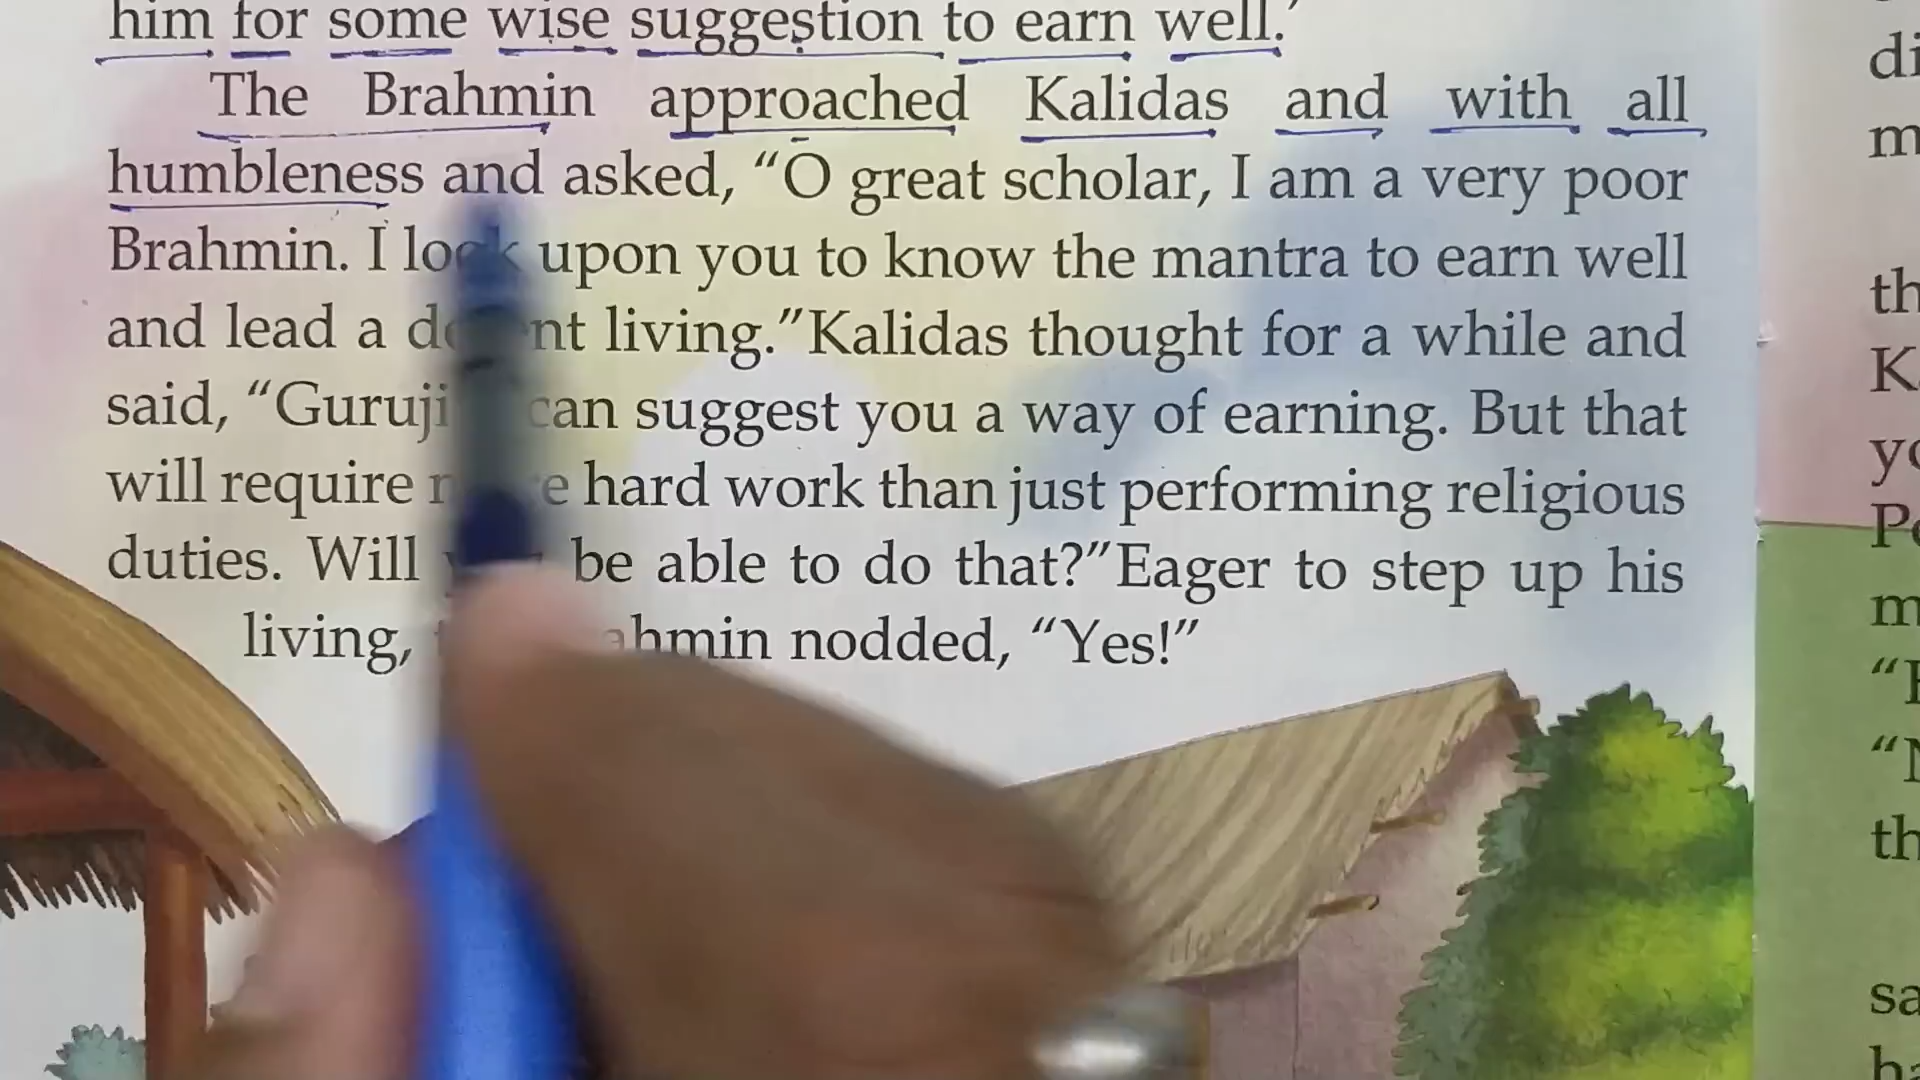 him for some wise suggestion to earn well.'
The Brahmin approached Kalidas and with all
humbleness and asked, “O great scholar, I am a very poor
Brahmin. I look upon you to know the mantra to earn well
and lead a living.”Kalidas thought for a while and
said, “Guruji can suggest you a way of earning. But that
will require hard work than just performing religious
duties. Will be able to do that?”Eager to step up his
living, nodded, “Yes!”